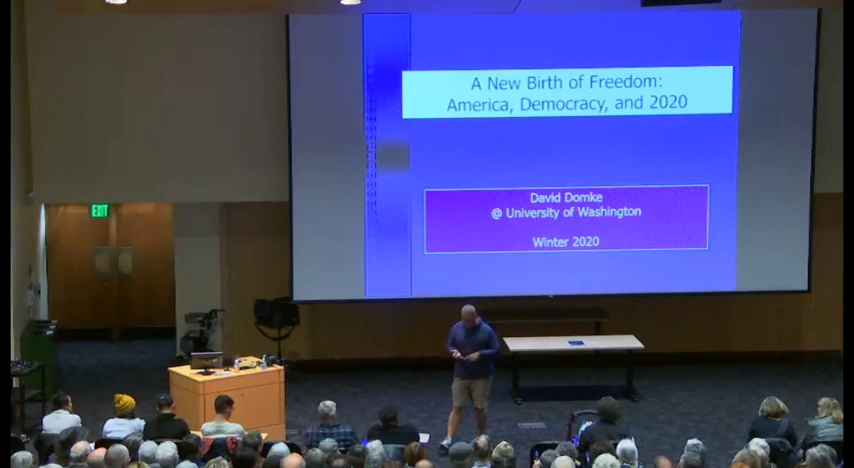 A New Birth of Freedom:
America, Democracy, and 2020
David Domke
@ University of Washington
Winter 2020
EXIT